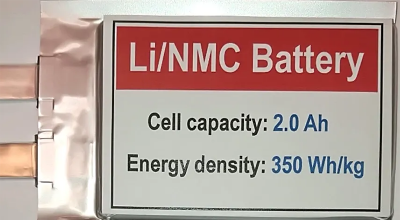 Li/NMC Battery
Cell capacity: 2.0 Ah
Energy density: 350 Wh/kg